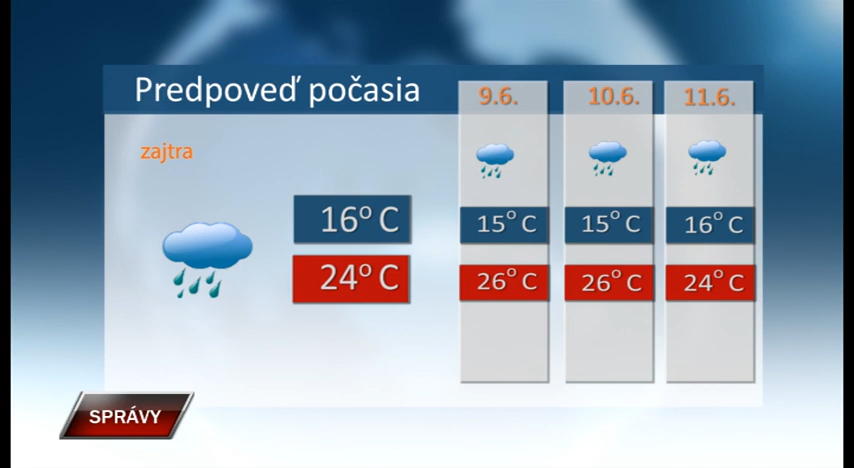 Predpoveď počasia
zajtra
16° C
24° C
9.6.
15° C
26° C
10.6.
15° C
26° C
11.6.
16° C
24° C
SPRÁVY